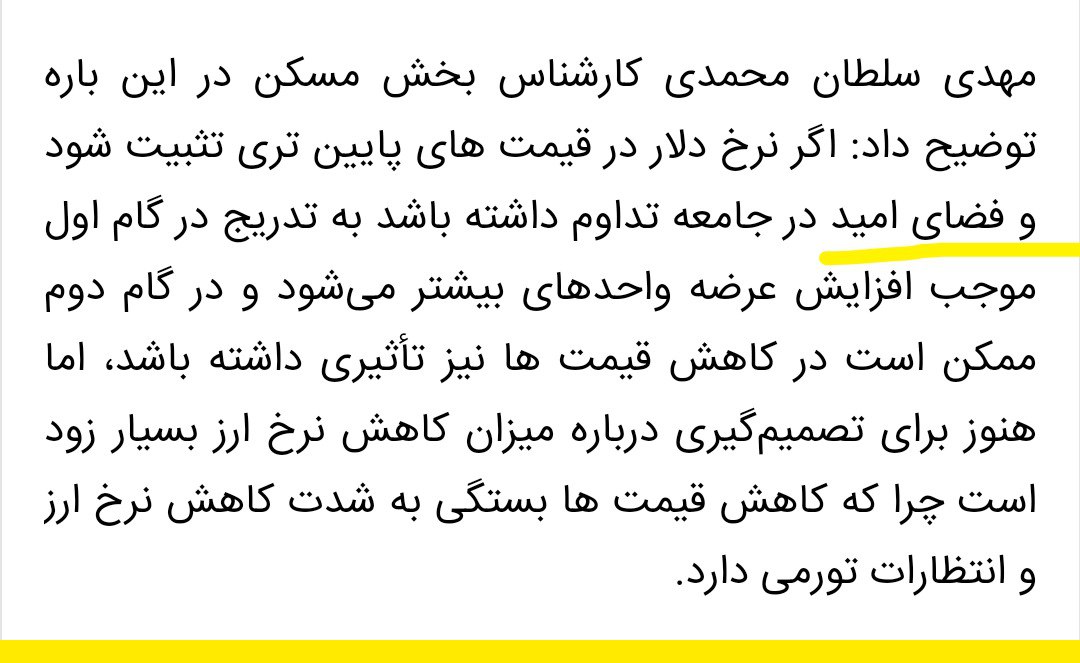 مهدی سلطان محمدی کارشناس بخش مسکن در این باره
توضیح داد: اگر نرخ دلار در قیمت های پایین تری تثبیت شود
و فضای امید در جامعه تداوم داشته باشد به تدریج در گام اول
موجب افزایش عرضه واحدهای بیشتر می‌شود و در گام دوم
ممکن است در کاهش قیمت ها نیز تأثیری داشته باشد، اما
هنوز برای تصمیم‌گیری درباره میزان کاهش نرخ ارز بسیار زود
است چرا که کاهش قیمت ها بستگی به شدت کاهش نرخ ارز
و انتظارات تورمی دارد.